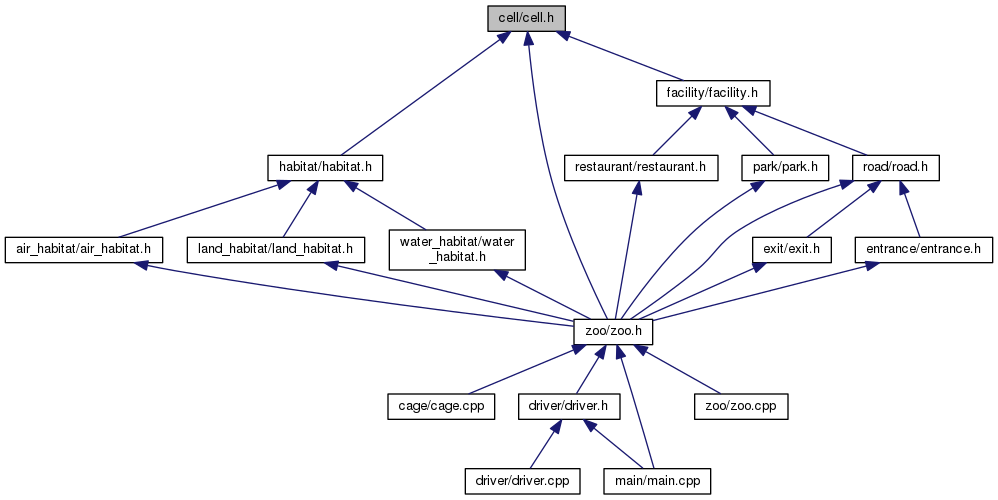 cell/cell.h
facility/facility.h
habitat/habitat.h
restaurant/restaurant.h
park/park.h
road/road.h
air_habitat/air_habitat.h
land_habitat/land_habitat.h
water_habitat/water
_habitat.h
exit/exit.h
entrance/entrance.h
zoo/zoo.h
cage/cage.cpp
driver/driver.h
zoo/zoo.cpp
driver/driver.cpp
main/main.cpp